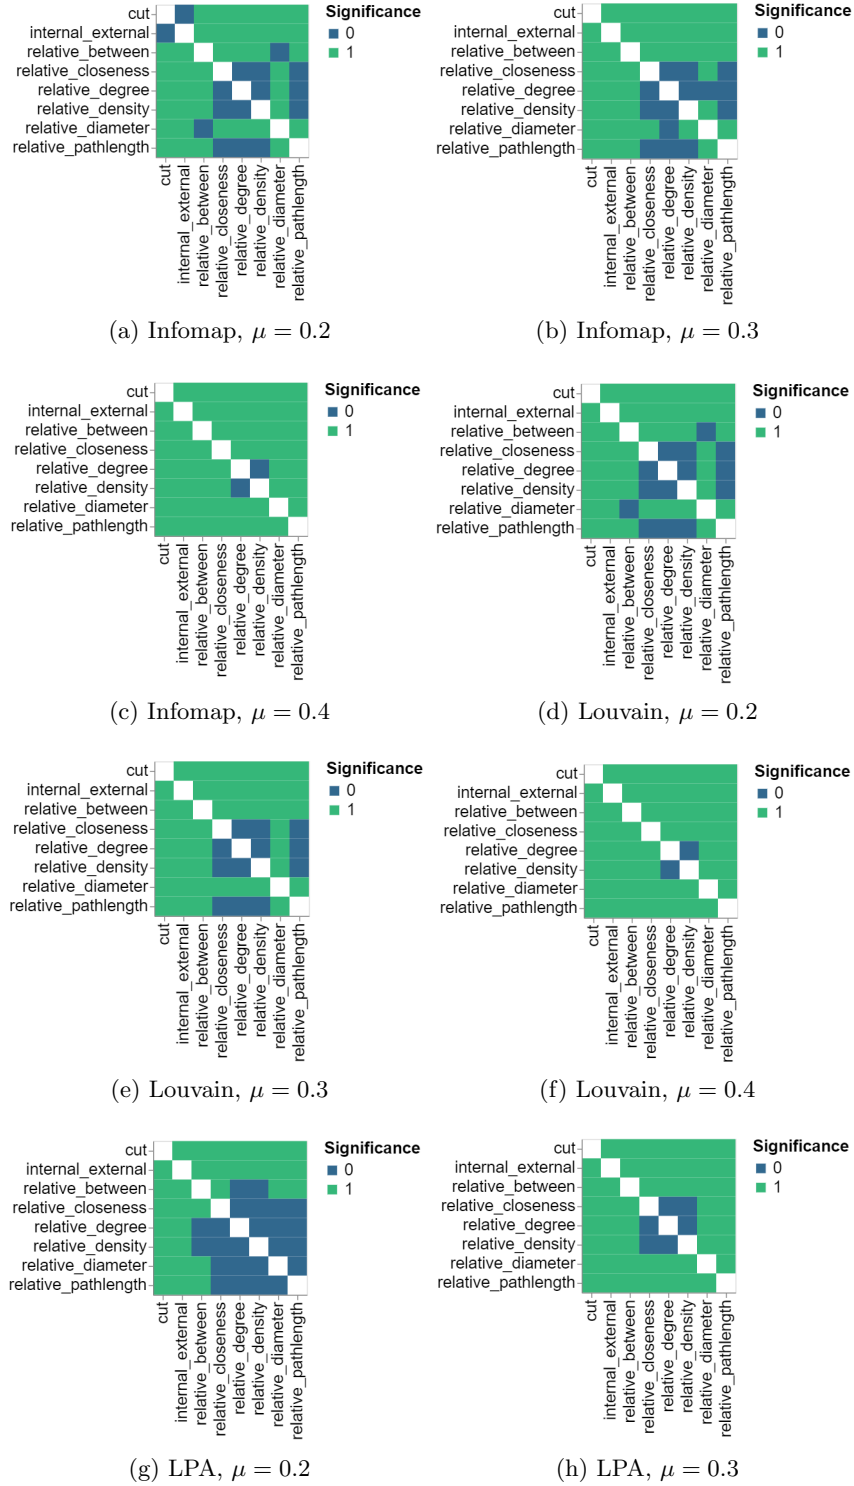 cut
internal_external
relative_between
relative_closeness
relative_degree
relative_density
relative_diameter
relative_pathlength
cut
internal_external
relative_between
relative_closeness
relative_degree
relative_density
relative_diameter
relative_pathlength
Significance
0
1
(a) Infomap, μ = 0.2
cut
internal_external
relative_between
relative_closeness
relative_degree
relative_density
relative_diameter
relative_pathlength
cut
internal_external
relative_between
relative_closeness
relative_degree
relative_density
relative_diameter
relative_pathlength
Significance
0
1
(b) Infomap, μ = 0.3
cut
internal_external
relative_between
relative_closeness
relative_degree
relative_density
relative_diameter
relative_pathlength
cut
internal_external
relative_between
relative_closeness
relative_degree
relative_density
relative_diameter
relative_pathlength
Significance
0
1
(c) Infomap, μ = 0.4
cut
internal_external
relative_between
relative_closeness
relative_degree
relative_density
relative_diameter
relative_pathlength
cut
internal_external
relative_between
relative_closeness
relative_degree
relative_density
relative_diameter
relative_pathlength
Significance
0
1
(d) Louvain, μ = 0.2
cut
internal_external
relative_between
relative_closeness
relative_degree
relative_density
relative_diameter
relative_pathlength
cut
internal_external
relative_between
relative_closeness
relative_degree
relative_density
relative_diameter
relative_pathlength
Significance
0
1
(e) Louvain, μ = 0.3
cut
internal_external
relative_between
relative_closeness
relative_degree
relative_density
relative_diameter
relative_pathlength
cut
internal_external
relative_between
relative_closeness
relative_degree
relative_density
relative_diameter
relative_pathlength
Significance
0
1
(f) Louvain, μ = 0.4
cut
internal_external
relative_between
relative_closeness
relative_degree
relative_density
relative_diameter
relative_pathlength
cut
internal_external
relative_between
relative_closeness
relative_degree
relative_density
relative_diameter
relative_pathlength
Significance
0
1
(g) LPA, μ = 0.2
cut
internal_external
relative_between
relative_closeness
relative_degree
relative_density
relative_diameter
relative_pathlength
cut
internal_external
relative_between
relative_closeness
relative_degree
relative_density
relative_diameter
relative_pathlength
Significance
0
1
(h) LPA, μ = 0.3